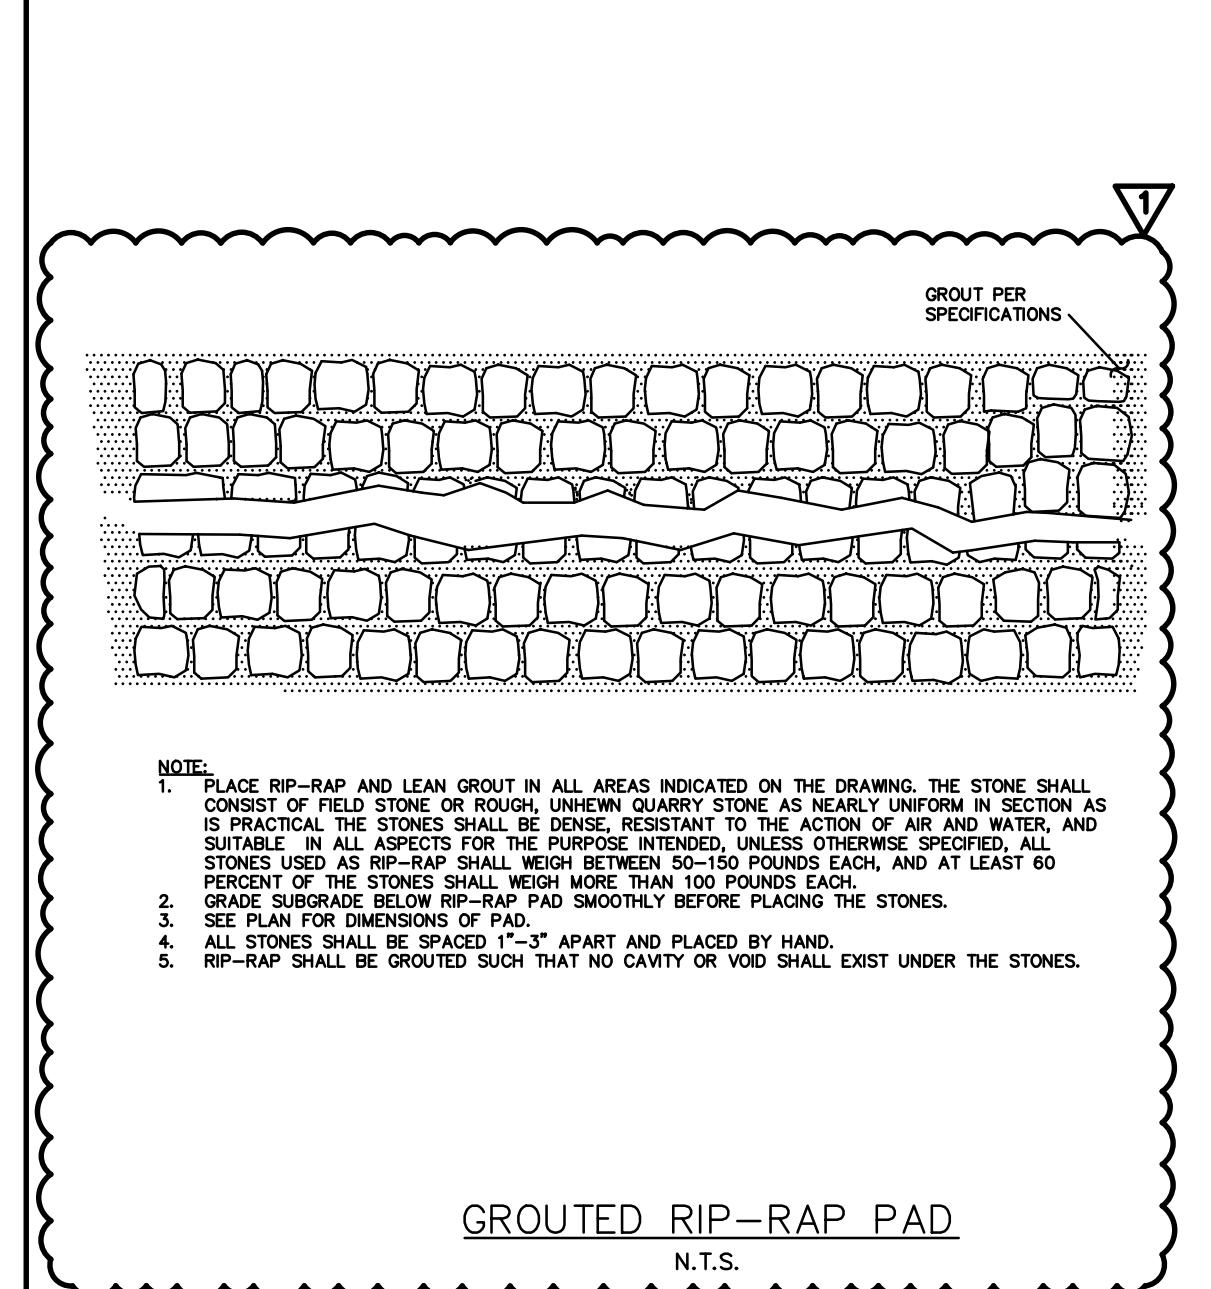 1
GROUT PER
SPECIFICATIONS
NOTE:
1. PLACE RIP-RAP AND LEAN GROUT IN ALL AREAS INDICATED ON THE DRAWING. THE STONE SHALL
CONSIST OF FIELD STONE OR ROUGH, UNHEWN QUARRY STONE AS NEARLY UNIFORM IN SECTION AS
IS PRACTICAL THE STONES SHALL BE DENSE, RESISTANT TO THE ACTION OF AIR AND WATER, AND
SUITABLE IN ALL ASPECTS FOR THE PURPOSE INTENDED, UNLESS OTHERWISE SPECIFIED, ALL
STONES USED AS RIP-RAP SHALL WEIGH BETWEEN 50-150 POUNDS EACH, AND AT LEAST 60
PERCENT OF THE STONES SHALL WEIGH MORE THAN 100 POUNDS EACH.
2. GRADE SUBGRADE BELOW RIP-RAP PAD SMOOTHLY BEFORE PLACING THE STONES.
3. SEE PLAN FOR DIMENSIONS OF PAD.
4. ALL STONES SHALL BE SPACED 1"-3" APART AND PLACED BY HAND.
5. RIP-RAP SHALL BE GROUTED SUCH THAT NO CAVITY OR VOID SHALL EXIST UNDER THE STONES.
GROUTED RIP-RAP PAD
N.T.S.